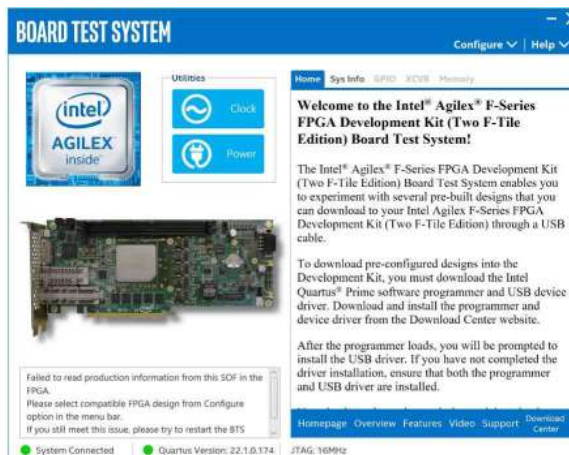 BOARD TEST SYSTEM
Configure | Help
intel
AGILEX
inside
Utilities
Clock
Power
Home Sys Info GPIO XCVR Memory
Welcome to the Intel® Agilex® F-Series
FPGA Development Kit (Two F-Tile
Edition) Board Test System!
The Intel® Agilex® F-Series FPGA Development Kit
(Two F-Tile Edition) Board Test System enables you
to experiment with several pre-built designs that you
can download to your Intel Agilex F-Series FPGA
Development Kit (Two F-Tile Edition) through a USB
cable.
To download pre-configured designs into the
Development Kit, you must download the Intel
Quartus® Prime software programmer and USB device
driver. Download and install the programmer and
device driver from the Download Center website.
After the programmer loads, you will be prompted to
install the USB driver. If you have not completed the
driver installation, ensure that both the programmer
and USB driver are installed.
Failed to read production information from this SOF in the
FPGA.
Please select compatible FPGA design from Configure
option in the menu bar.
If you still meet this issue, please try to restart the BTS
Homepage Overview Features Video Support Download
Center
System Connected Quartus Version: 22.1.0.174 JTAG: 16MHz